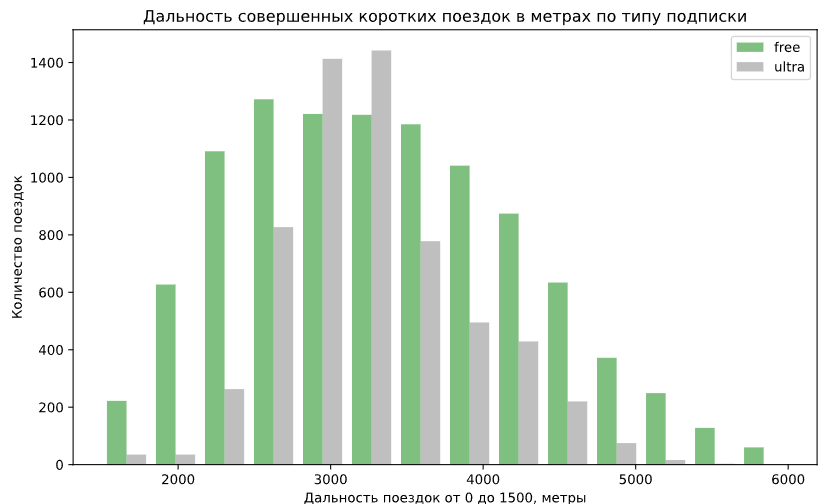 Дальность совершенных коротких поездок в метрах по типу подписки
free
ultra
Количество поездок
1400
1200
1000
800
600
400
200
0
2000 3000 4000 5000 6000
Дальность поездок от 0 до 1500, метры